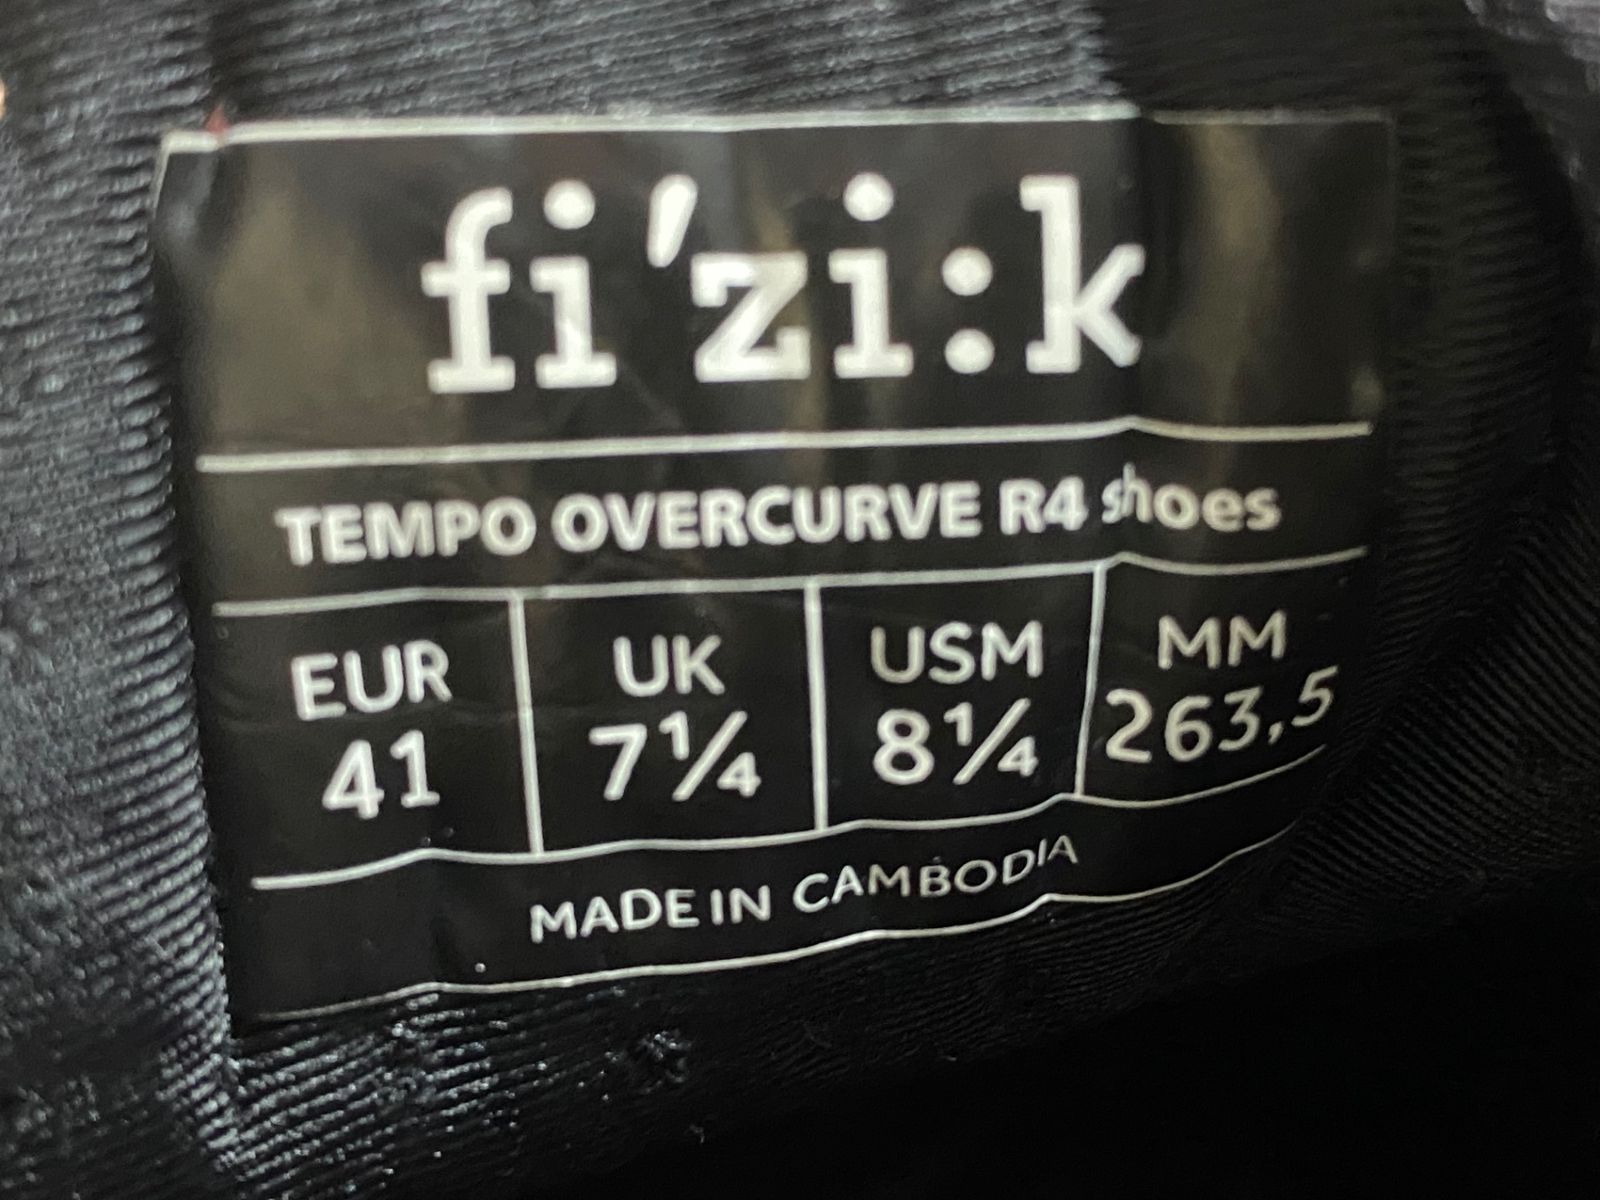 fi'zi:k
TEMPO OVERCURVE R4 shoes
EUR UK USM MM
41 7¼ 8¼ 263,5
MADE IN CAMBODIA